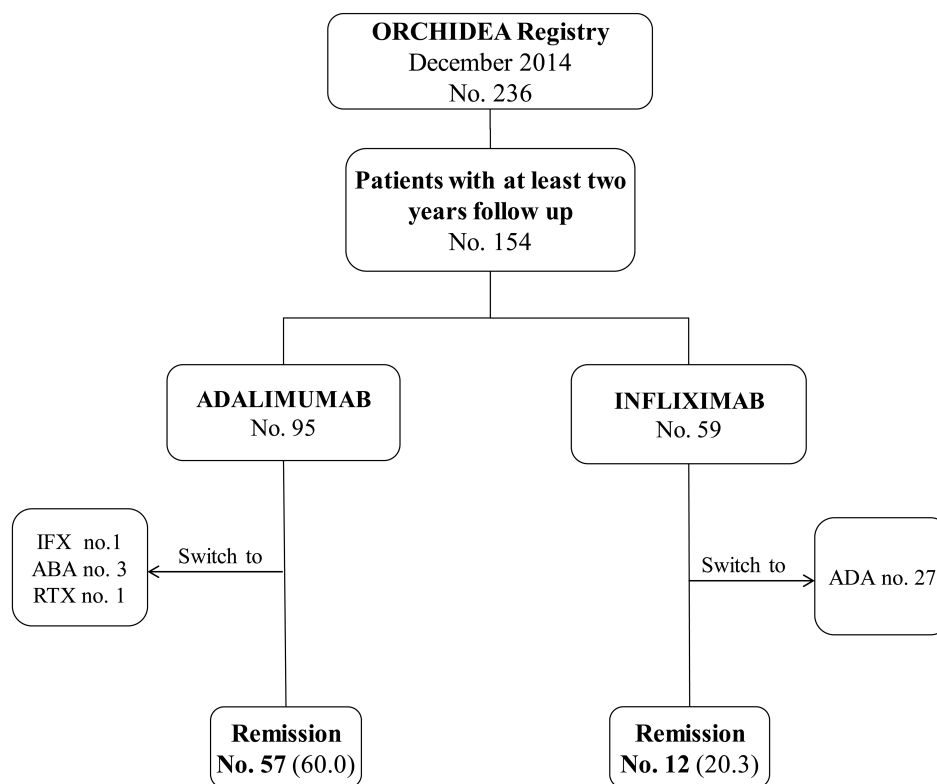 ORCHIDEA Registry
December 2014
No. 236
Patients with at least two
years follow up
No. 154
ADALIMUMAB
No. 95
INFLIXIMAB
No. 59
IFX no.1
ABA no. 3
RTX no. 1
Switch to
Switch to
ADA no. 27
Remission
No. 57 (60.0)
Remission
No. 12 (20.3)